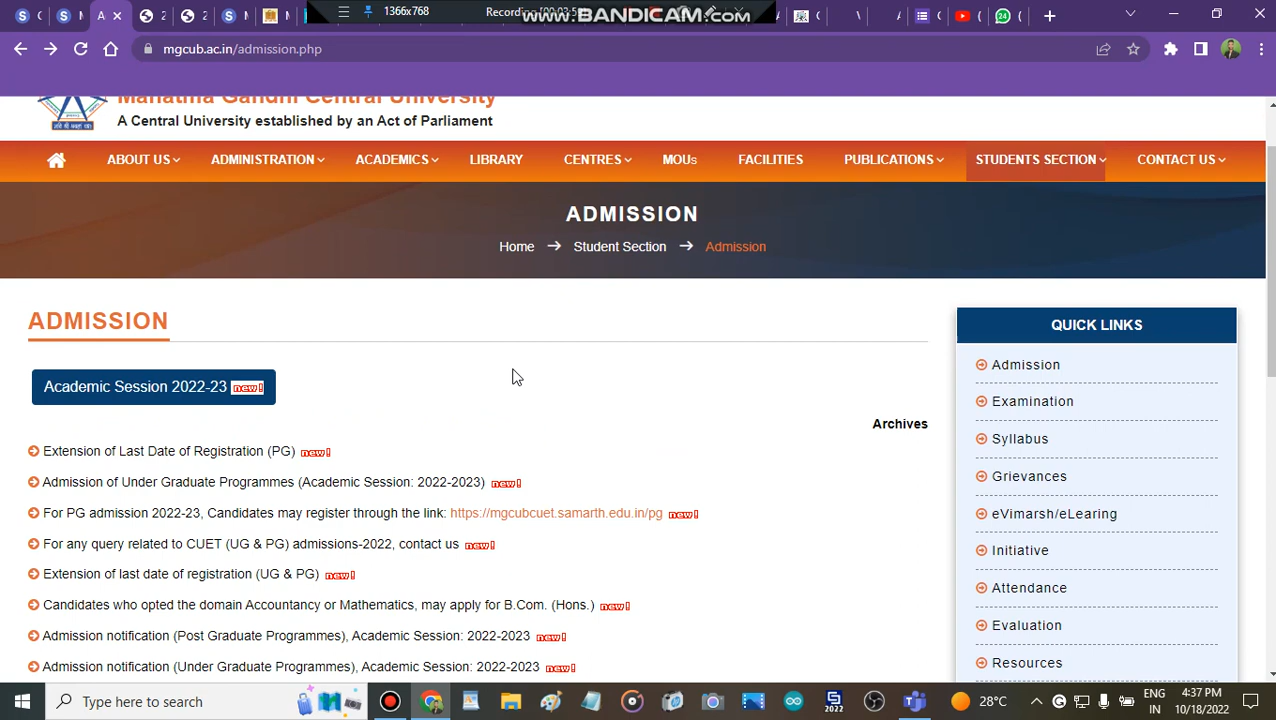 1366x768
www.BANDICAM.com
mgcub.ac.in/admission.php
Mahatma Gandhi Central University
A Central University established by an Act of Parliament
ABOUT US ADMINISTRATION ACADEMICS LIBRARY CENTRES MOUs FACILITIES PUBLICATIONS STUDENTS SECTION CONTACT US
ADMISSION
Home → Student Section → Admission
ADMISSION
Academic Session 2022-23 new!
Archives
Extension of Last Date of Registration (PG) new!
Admission of Under Graduate Programmes (Academic Session: 2022-2023) new!
For PG admission 2022-23, Candidates may register through the link: https://mgcubcuet.samarth.edu.in/pg new!
For any query related to CUET (UG & PG) admissions-2022, contact us new!
Extension of last date of registration (UG & PG) new!
Candidates who opted the domain Accountancy or Mathematics, may apply for B.Com. (Hons.) new!
Admission notification (Post Graduate Programmes), Academic Session: 2022-2023 new!
Admission notification (Under Graduate Programmes), Academic Session: 2022-2023 new!
QUICK LINKS
Admission
Examination
Syllabus
Grievances
eVimarsh/eLearing
Initiative
Attendance
Evaluation
Resources
Type here to search
2022
28°C
ENG
IN
4:37 PM
10/18/2022